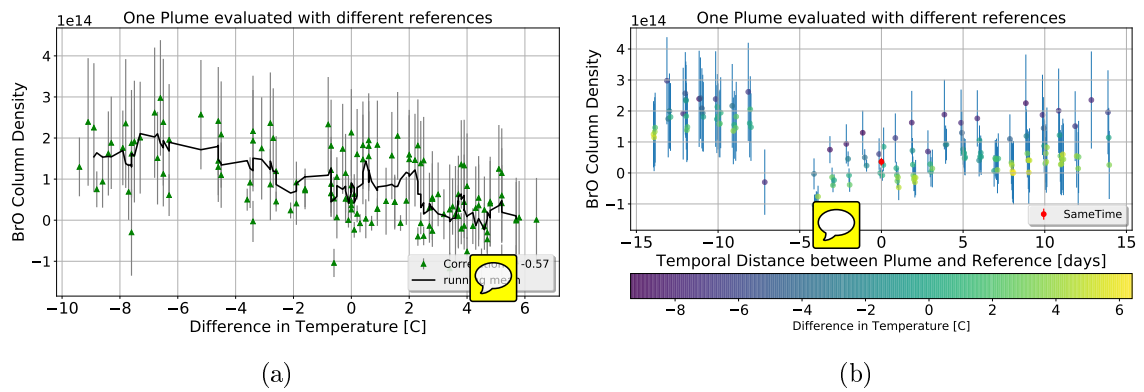 One Plume evaluated with different references
1e14
BrO Column Density
4
3
2
1
0
−1
−10 −8 −6 −4 −2 0 2 4 6
Difference in Temperature [C]
-0.57
(a)
One Plume evaluated with different references
1e14
BrO Column Density
4
3
2
1
0
−1
−15 −10 −5 0 5 10 15
SameTime
Temporal Distance between Plume and Reference [days]
−8 −6 −4 −2 0 2 4 6
Difference in Temperature [C]
(b)